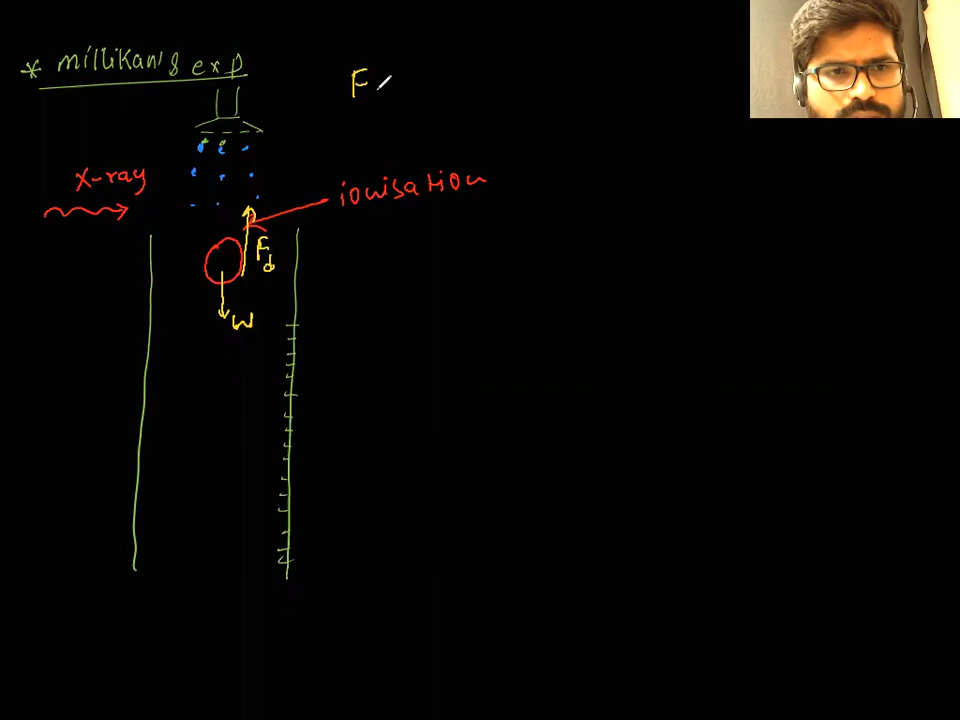 * millikan's exp
F
X-ray
ionisation
Fd
W